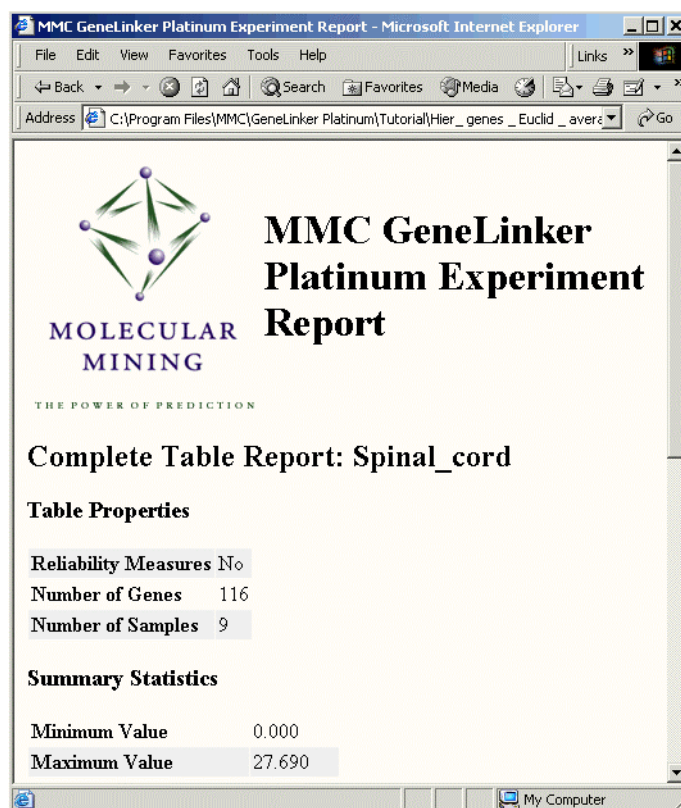 MMC GeneLinker Platinum Experiment Report - Microsoft Internet Explorer
File Edit View Favorites Tools Help Links »
Back Search Favorites Media »
Address C:\Program Files\MMC\GeneLinker Platinum\Tutorial\Hier_ genes _ Euclid _ avera Go
MMC GeneLinker
Platinum Experiment
Report
MOLECULAR
MINING
THE POWER OF PREDICTION
Complete Table Report: Spinal_cord
Table Properties
Reliability Measures No
Number of Genes 116
Number of Samples 9
Summary Statistics
Minimum Value 0.000
Maximum Value 27.690
My Computer